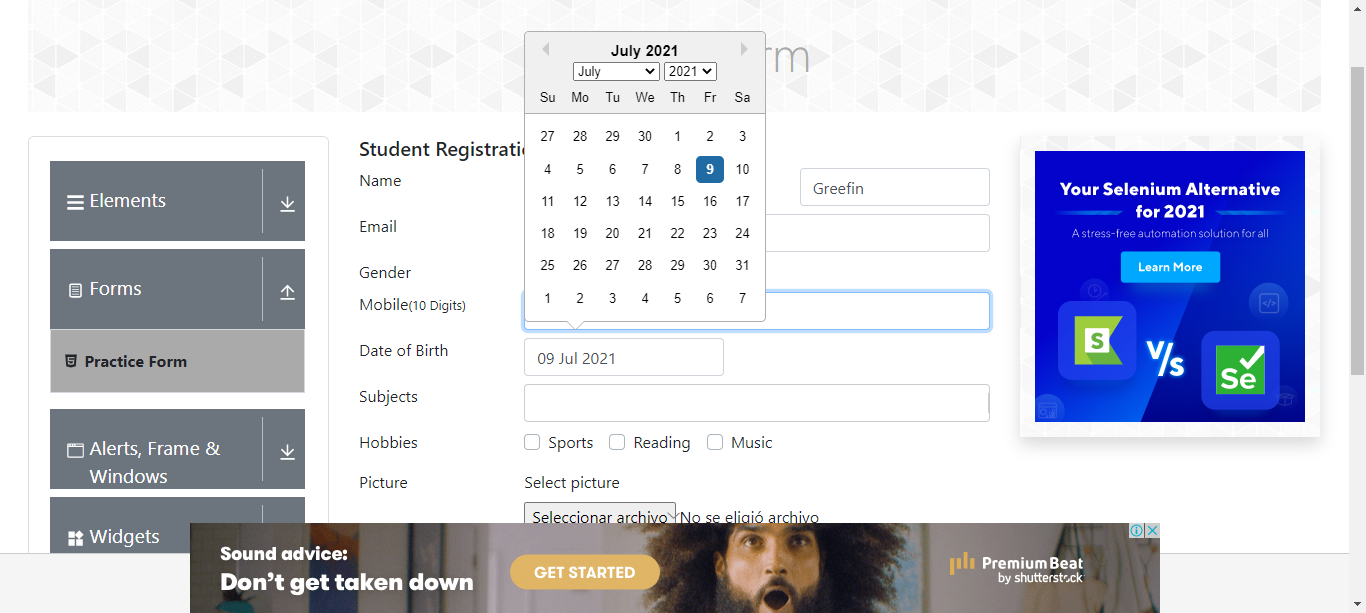 rm
July 2021
July
2021
Su Mo Tu We Th Fr Sa
27 28 29 30 1 2 3
4 5 6 7 8 9 10
11 12 13 14 15 16 17
18 19 20 21 22 23 24
25 26 27 28 29 30 31
1 2 3 4 5 6 7
Elements
Forms
Practice Form
Alerts, Frame &
Windows
Widgets
Student Registratio
Name
Greefin
Email
Gender
Mobile(10 Digits)
Date of Birth
09 Jul 2021
Subjects
Hobbies
Sports Reading Music
Picture
Select picture
Seleccionar archivo No se eligió archivo
Your Selenium Alternative
for 2021
A stress-free automation solution for all
Learn More
S
V/s
Se
Sound advice:
Don't get taken down
GET STARTED
PremiumBeat
by shutterstock